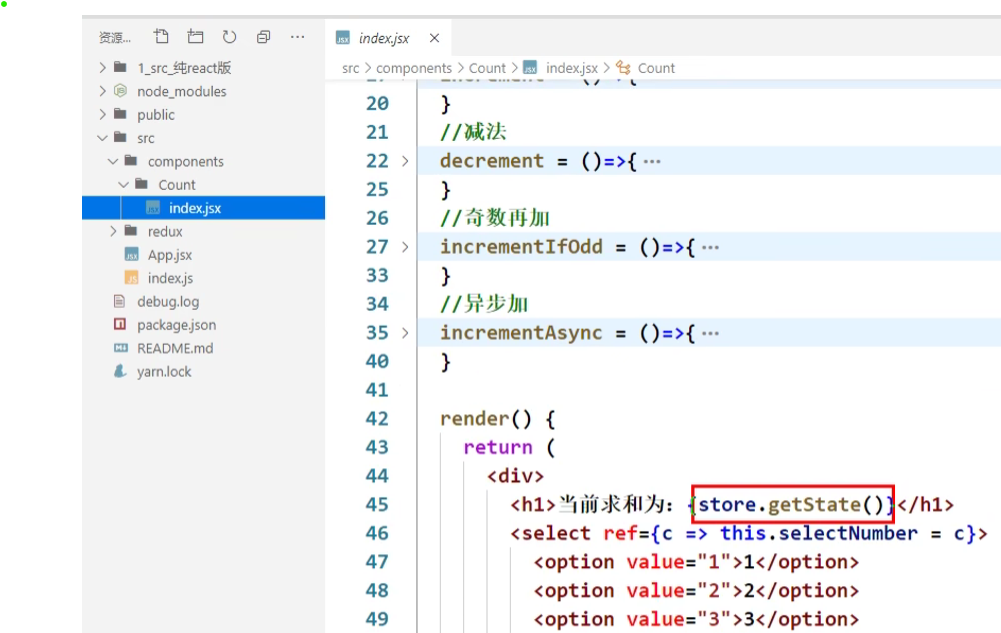 资源...
index.jsx
1_src_纯react版
node_modules
public
src
components
Count
index.jsx
redux
App.jsx
index.js
debug.log
package.json
README.md
yarn.lock
src > components > Count > index.jsx > Count
20 }
21 //减法
22 decrement = ()=>{ ···
25 }
26 //奇数再加
27 incrementIfOdd = ()=>{ ···
33 }
34 //异步加
35 incrementAsync = ()=>{ ···
40 }
41
42 render() {
43 return (
44 <div>
45 <h1>当前求和为：{store.getState()}</h1>
46 <select ref={c => this.selectNumber = c}>
47 <option value="1">1</option>
48 <option value="2">2</option>
49 <option value="3">3</option>